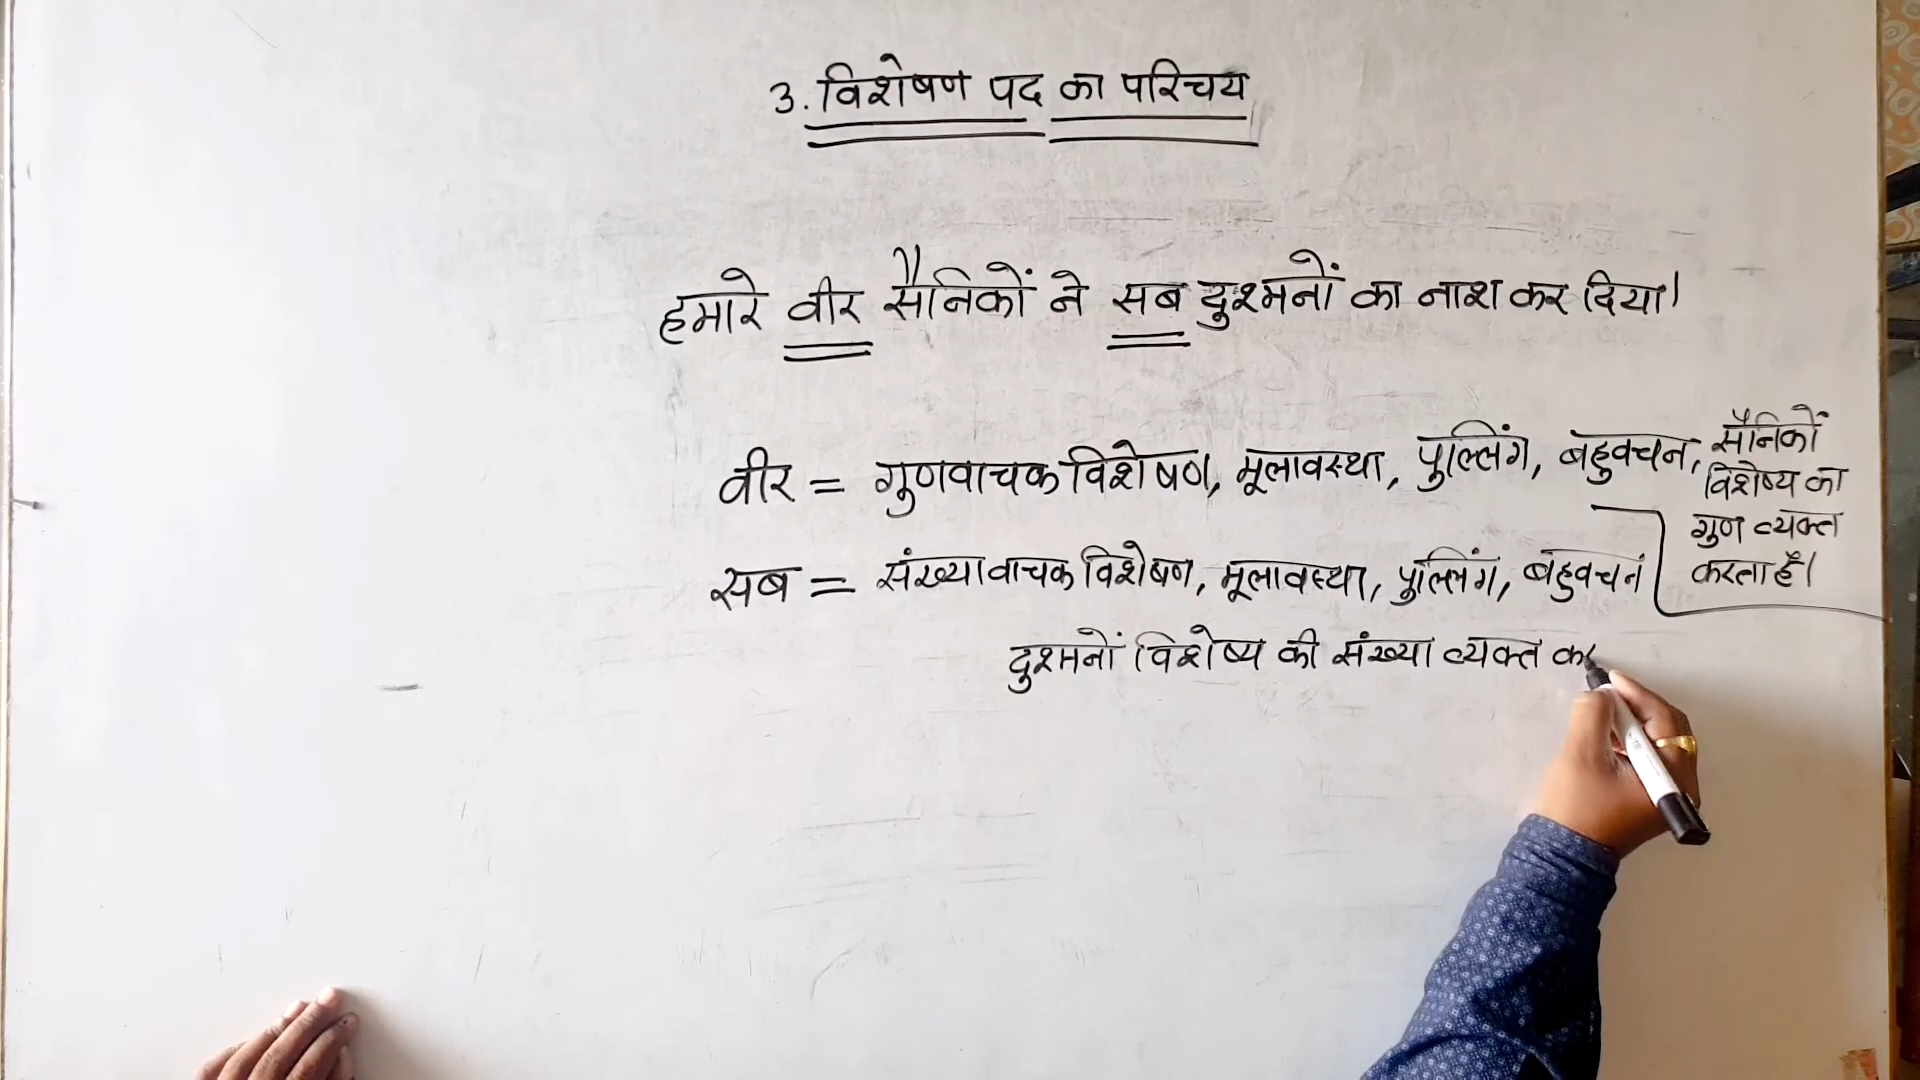 3. विशेषण पद का परिचय
हमारे वीर सैनिकों ने सब दुश्मनों का नाश कर दिया।
वीर = गुणवाचक विशेषण, मूलावस्था, पुल्लिंग, बहुवचन, सैनिकों
विशेष्य का
गुण व्यक्त
करता है।
सब = संख्यावाचक विशेषण, मूलावस्था, पुल्लिंग, बहुवचन
दुश्मनों विशेष्य की संख्या व्यक्त क